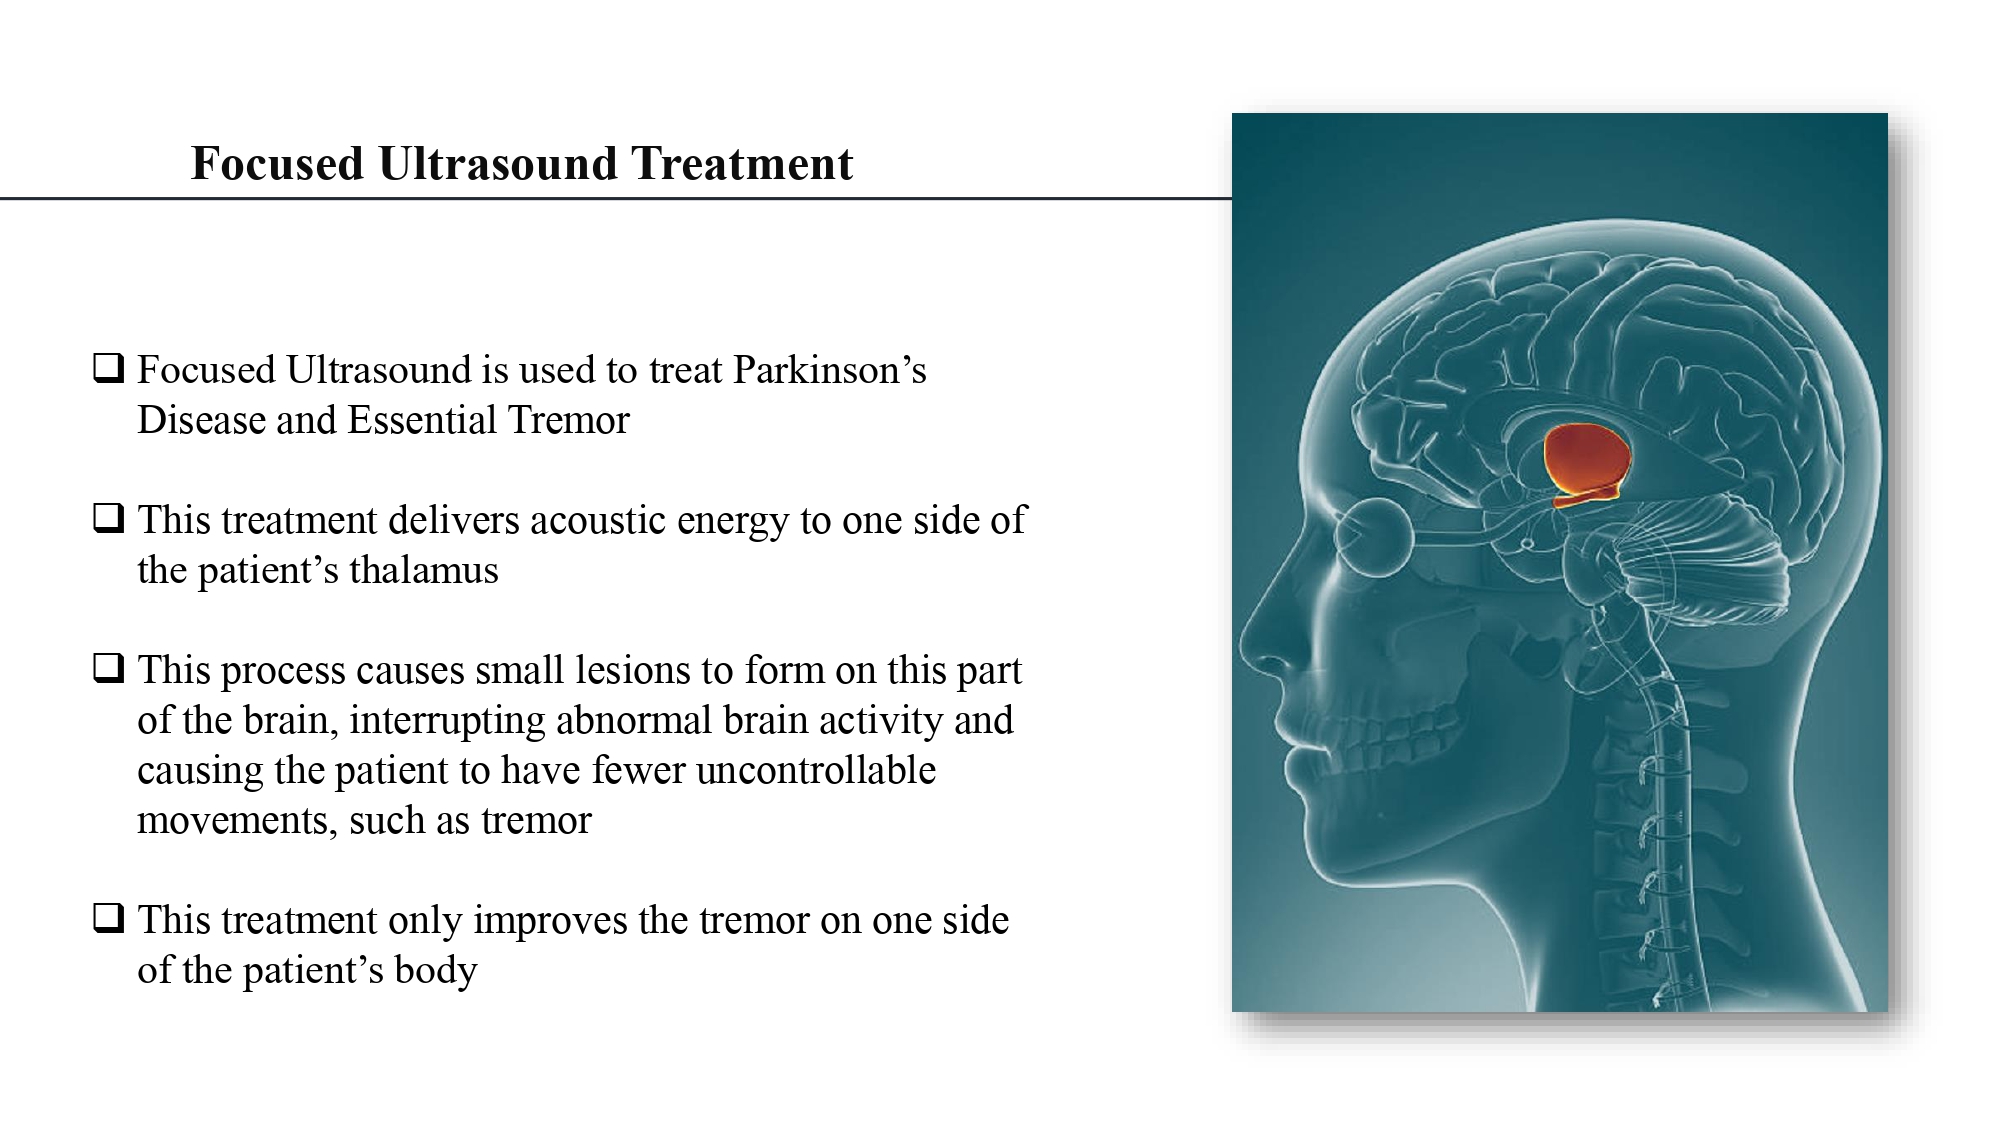 Focused Ultrasound Treatment
❑ Focused Ultrasound is used to treat Parkinson’s
Disease and Essential Tremor
❑ This treatment delivers acoustic energy to one side of
the patient’s thalamus
❑ This process causes small lesions to form on this part
of the brain, interrupting abnormal brain activity and
causing the patient to have fewer uncontrollable
movements, such as tremor
❑ This treatment only improves the tremor on one side
of the patient’s body